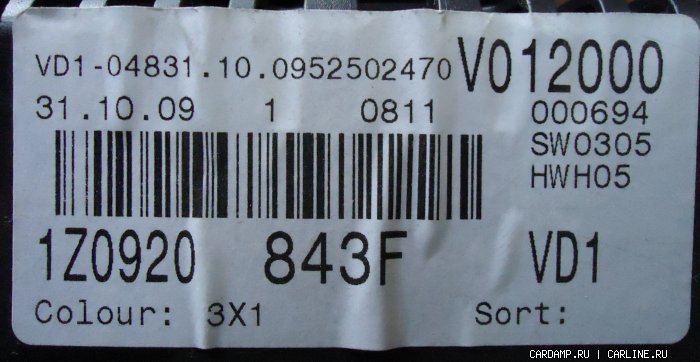 VD1-04831.10.0952502470 V012000
31.10.09 1 0811 000694
SW0305
HWH05
1Z0920 843F VD1
Colour: 3X1 Sort:
CARDAMP.RU | CARLINE.RU